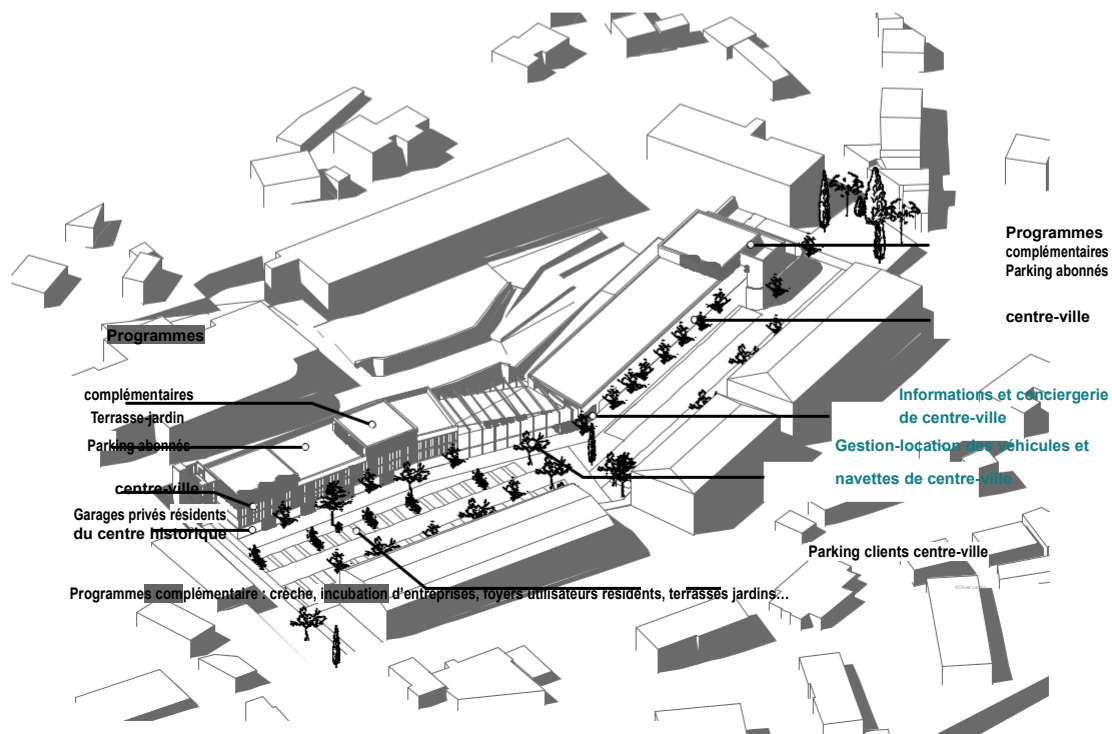 Programmes
complémentaires
Parking abonnés
centre-ville
Programmes
complémentaires
Terrasse-jardin
Parking abonnés
centre-ville
Garages privés résidents
du centre historique
Informations et conciergerie
de centre-ville
Gestion-location des véhicules et
navettes de centre-ville
Parking clients centre-ville
Programmes complémentaire : crèche, incubation d'entreprises, foyers utilisateurs résidents, terrasses jardins...